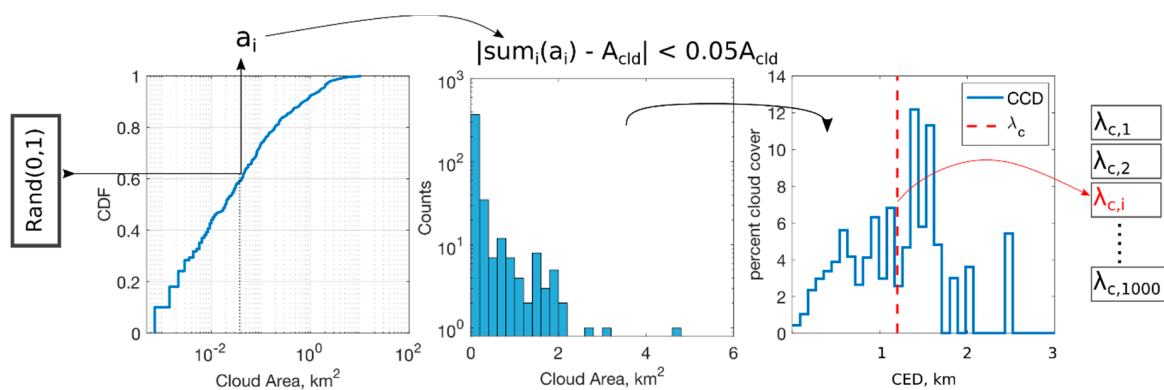 a_i
|sum_i(a_i) - A_cld| < 0.05A_cld
Rand(0,1)
CDF
1
0.8
0.6
0.4
0.2
0
10^-2
10^0
10^2
Cloud Area, km^2
Counts
10^3
10^2
10^1
10^0
0
2
4
6
Cloud Area, km^2
percent cloud cover
14
12
10
8
6
4
2
0
1
2
3
CED, km
CCD
λ_c
λ_c,1
λ_c,2
λ_c,i
λ_c,1000